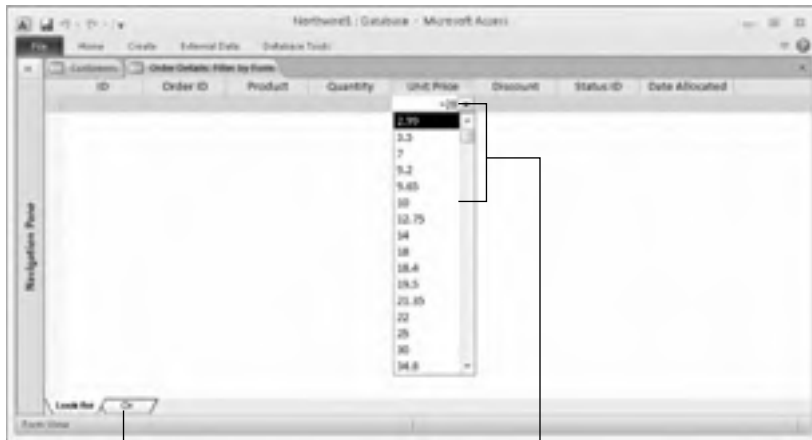 Northwind1 : Database - Microsoft Access
File Home Create External Data Database Tools
Customers Order Details: Filter by Form
ID Order ID Product Quantity Unit Price Discount Status ID Date Allocated
2.99
3.5
7
9.2
9.65
10
12.75
14
18
18.4
19.5
21.35
22
25
30
34.8
Navigation Pane
Look for Or
Form View